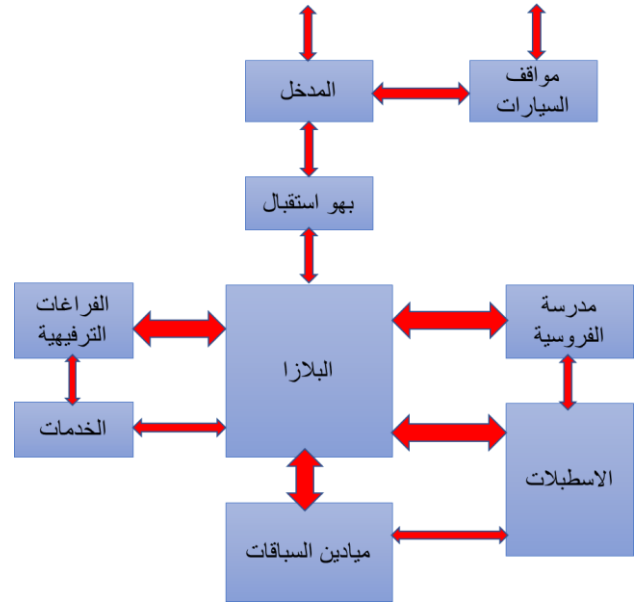 المدخل
مواقف
السيارات
بهو استقبال
الفراغات
الترفيهية
البلازا
مدرسة
الفروسية
الخدمات
الاسطبلات
ميادين السباقات